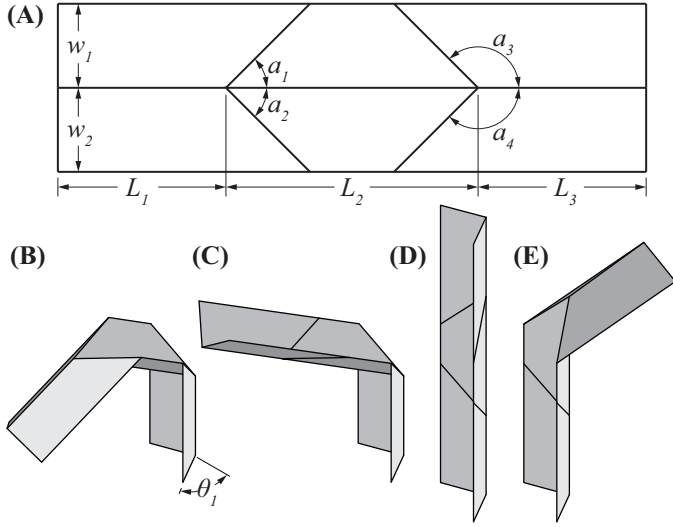 (A)
w₁
a₁
a₃
w₂
a₂
a₄
L₁
L₂
L₃
(B)
(C)
(D)
(E)
θ₁